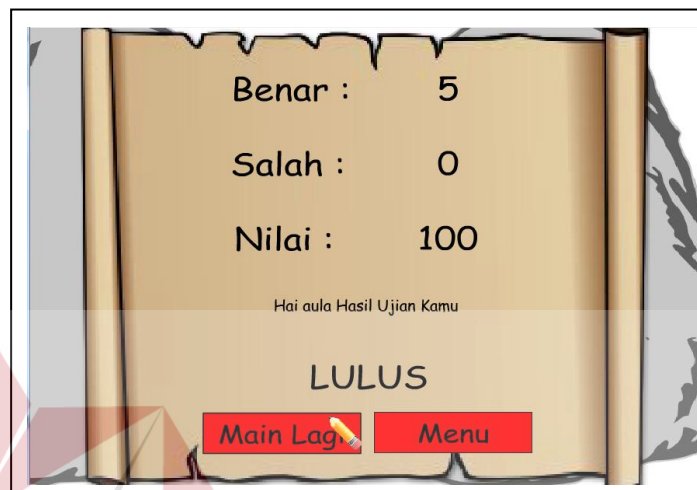 Benar : 5
Salah : 0
Nilai : 100
Hai aula Hasil Ujian Kamu
LULUS
Main Lagi Menu